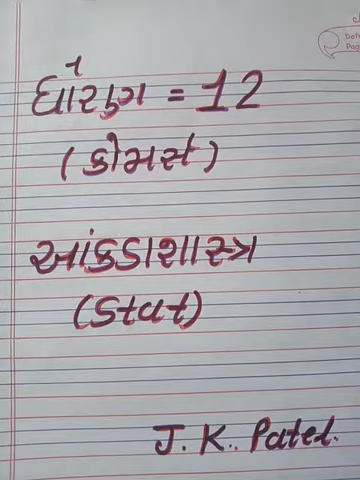 ધોરણ = 12
(કોમર્સ)
આંકડાશાસ્ત્ર
(Stat)
J. K. Patel.